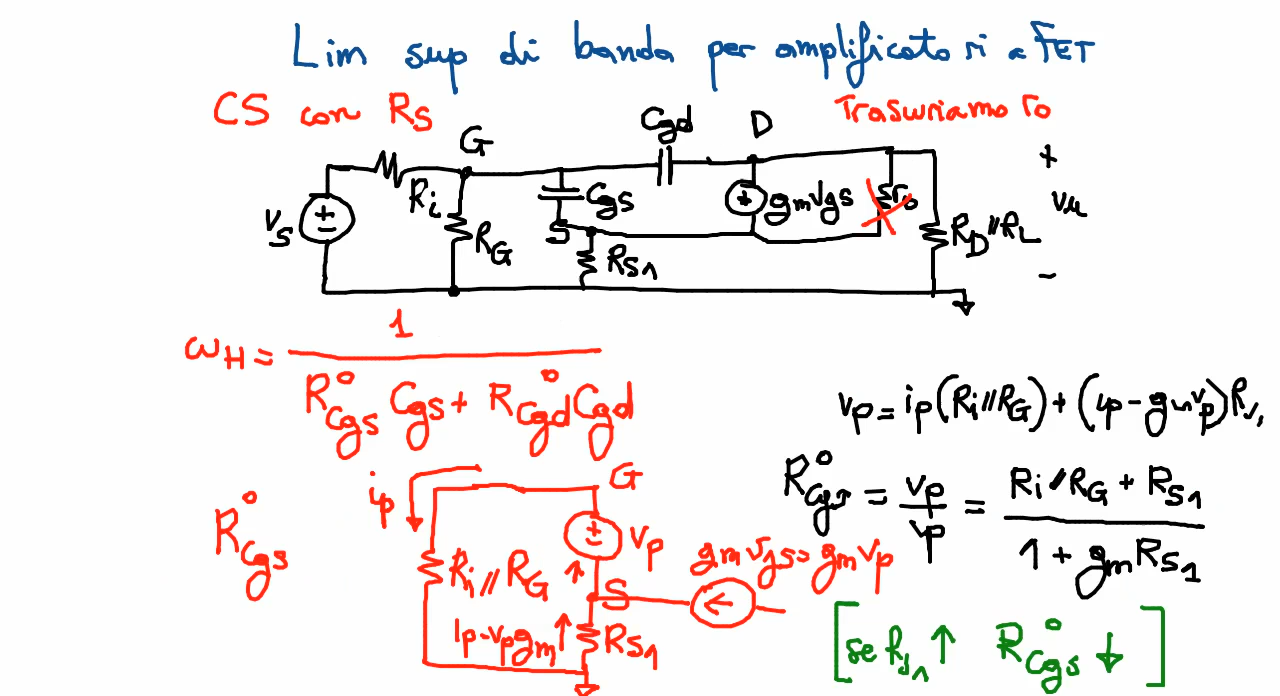 Lim sup di banda per amplificatori a FET
CS con RS
Trascuriamo ro
G
Cgd
D
+
vs
Ri
RG
Cgs
S
RS1
gmvgs
ro
RD//RL
vu
-
ωH = 1 / (R°Cgs Cgs + R°Cgd Cgd)
vp = ip(Ri//RG) + (ip - gmvp)RS1
R°Cgs = vp/vp = (Ri//RG + RS1) / (1 + gmRS1)
R°Cgs
ip
G
Ri//RG
vp
S
gmvgs = gmvp
ip-vpgm
RS1
[se RS1 ↑ R°Cgs ↓]